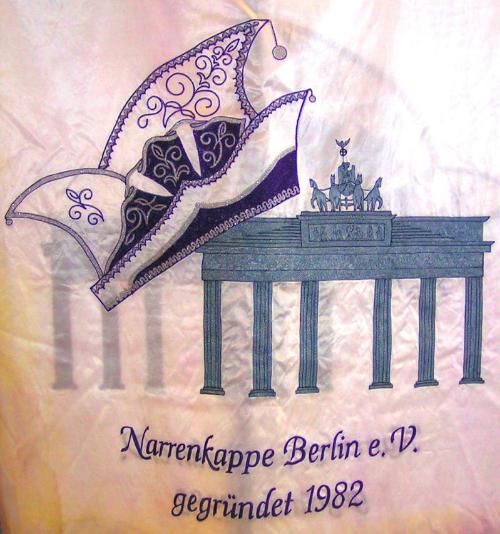 Narrenkappe Berlin e. V.
gegründet 1982